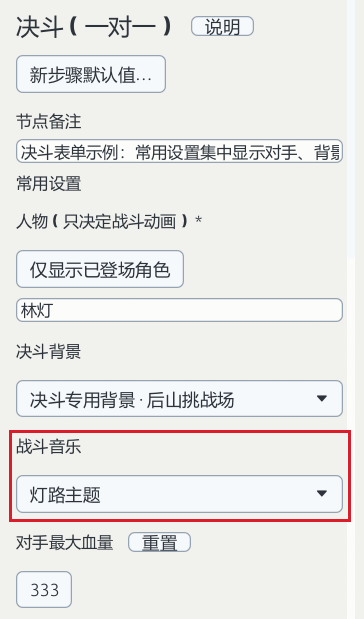 决斗(一对一) 说明
新步骤默认值...
节点备注
决斗表单示例：常用设置集中显示对手、背景
常用设置
人物(只决定战斗动画) *
仅显示已登场角色
林灯
决斗背景
决斗专用背景·后山挑战场
战斗音乐
灯路主题
对手最大血量 重置
333